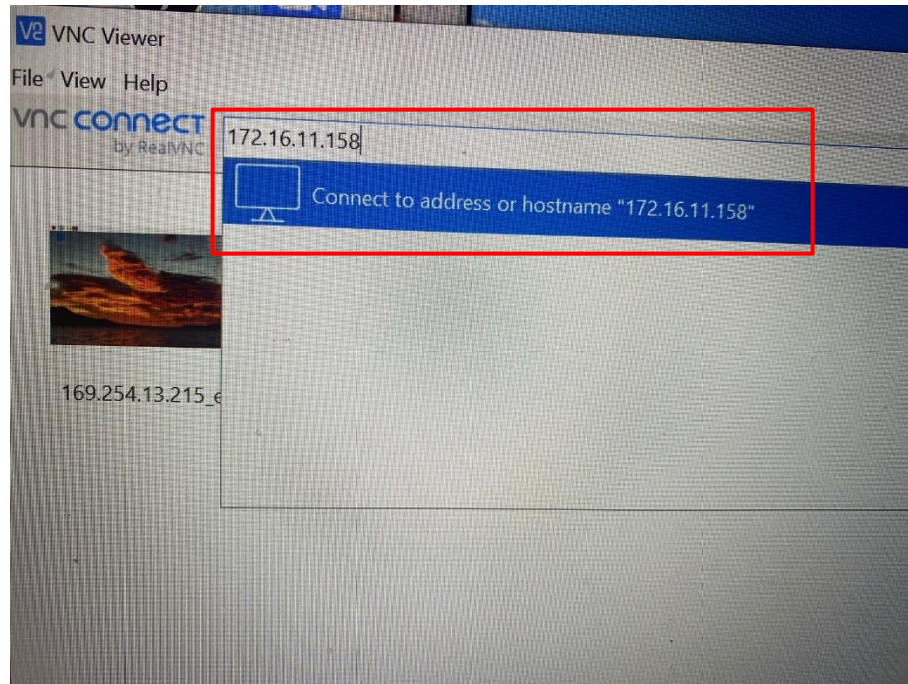 VNC Viewer
File View Help
vnc connect
by RealVNC
172.16.11.158
Connect to address or hostname "172.16.11.158"
169.254.13.215_e